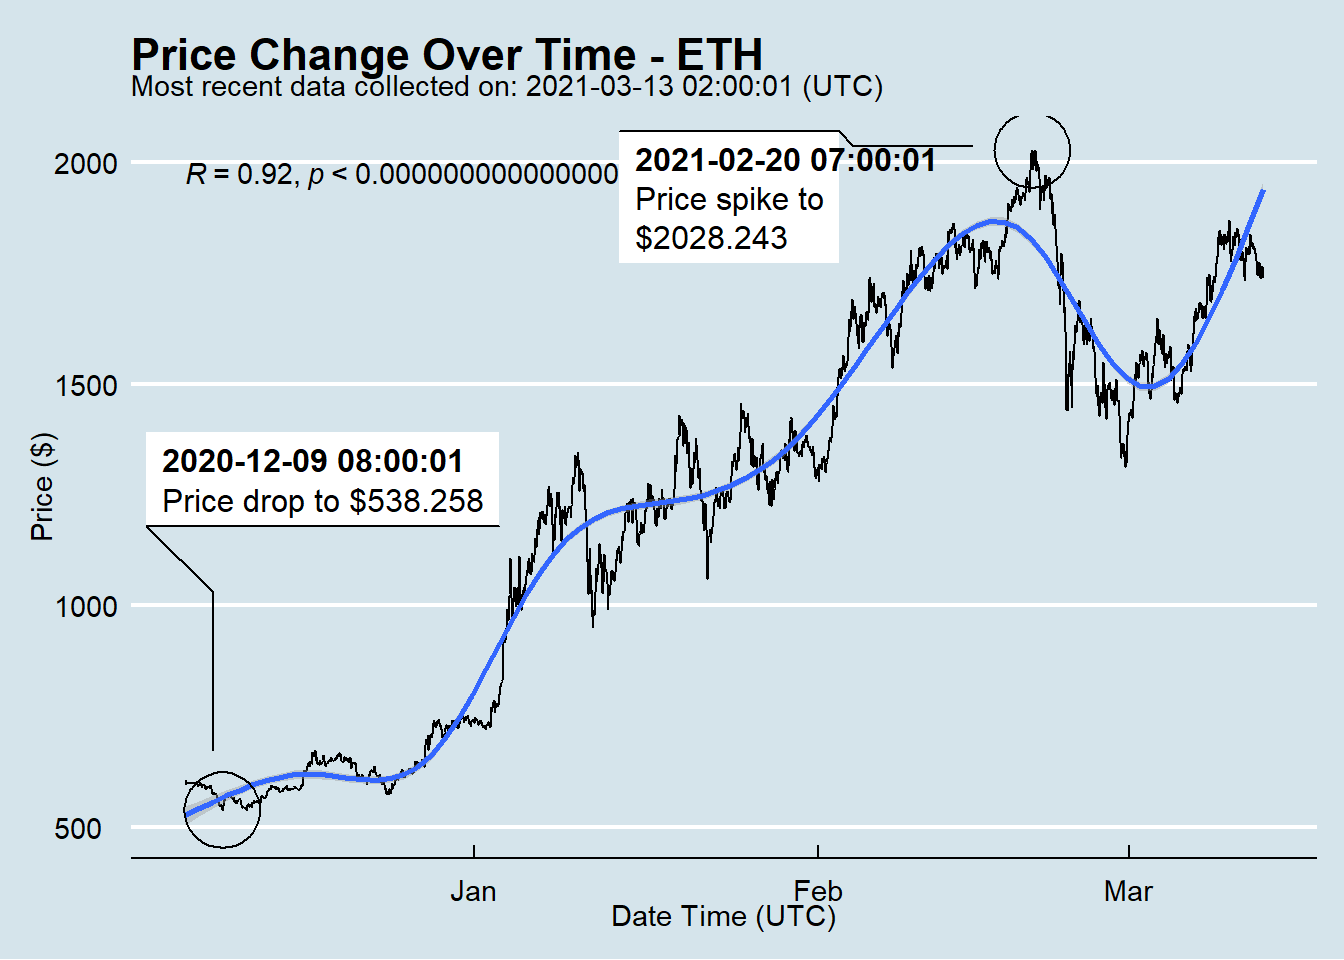 Price Change Over Time - ETH
Most recent data collected on: 2021-03-13 02:00:01 (UTC)
R = 0.92, p < 0.000000000000000
2021-02-20 07:00:01
Price spike to
$2028.243
2020-12-09 08:00:01
Price drop to $538.258
Price ($)
2000
1500
1000
500
Jan Feb Mar
Date Time (UTC)